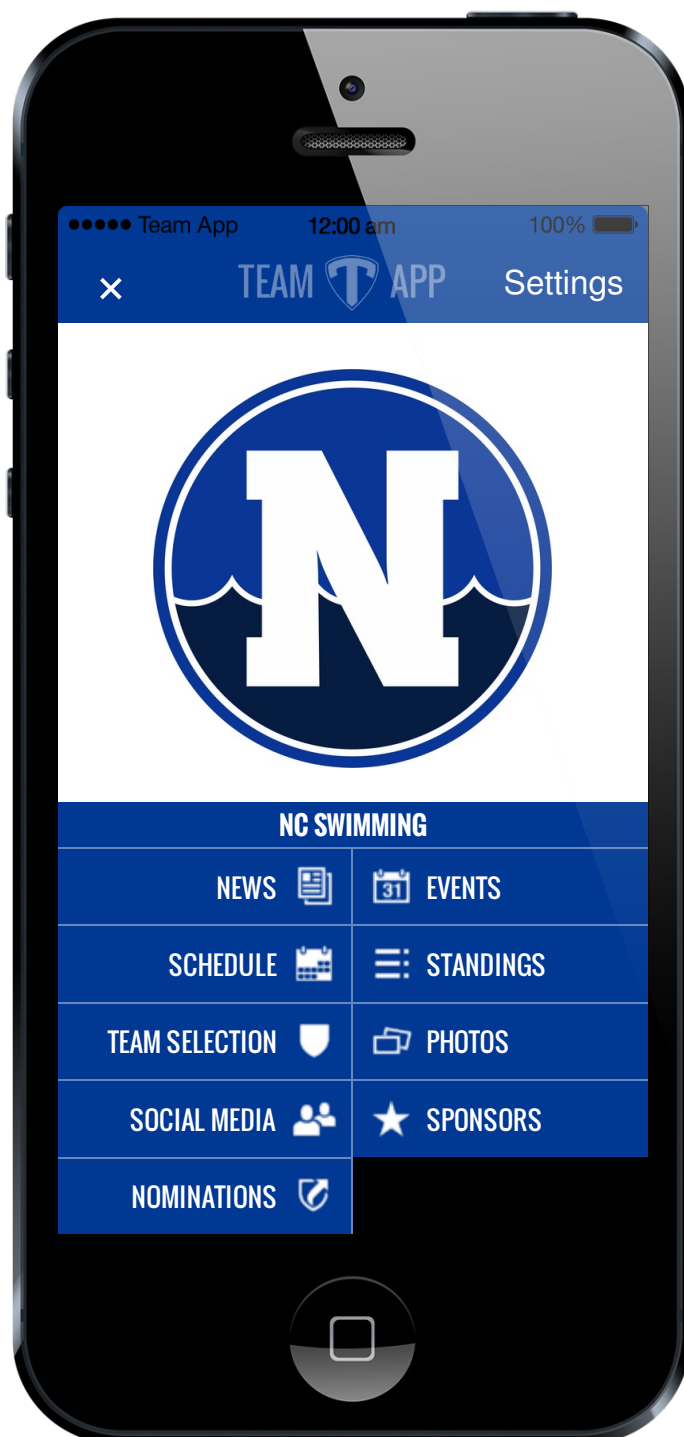 Team App 12:00 am 100%
× TEAM T APP Settings
N
NC SWIMMING
NEWS 31 EVENTS
SCHEDULE STANDINGS
TEAM SELECTION PHOTOS
SOCIAL MEDIA SPONSORS
NOMINATIONS